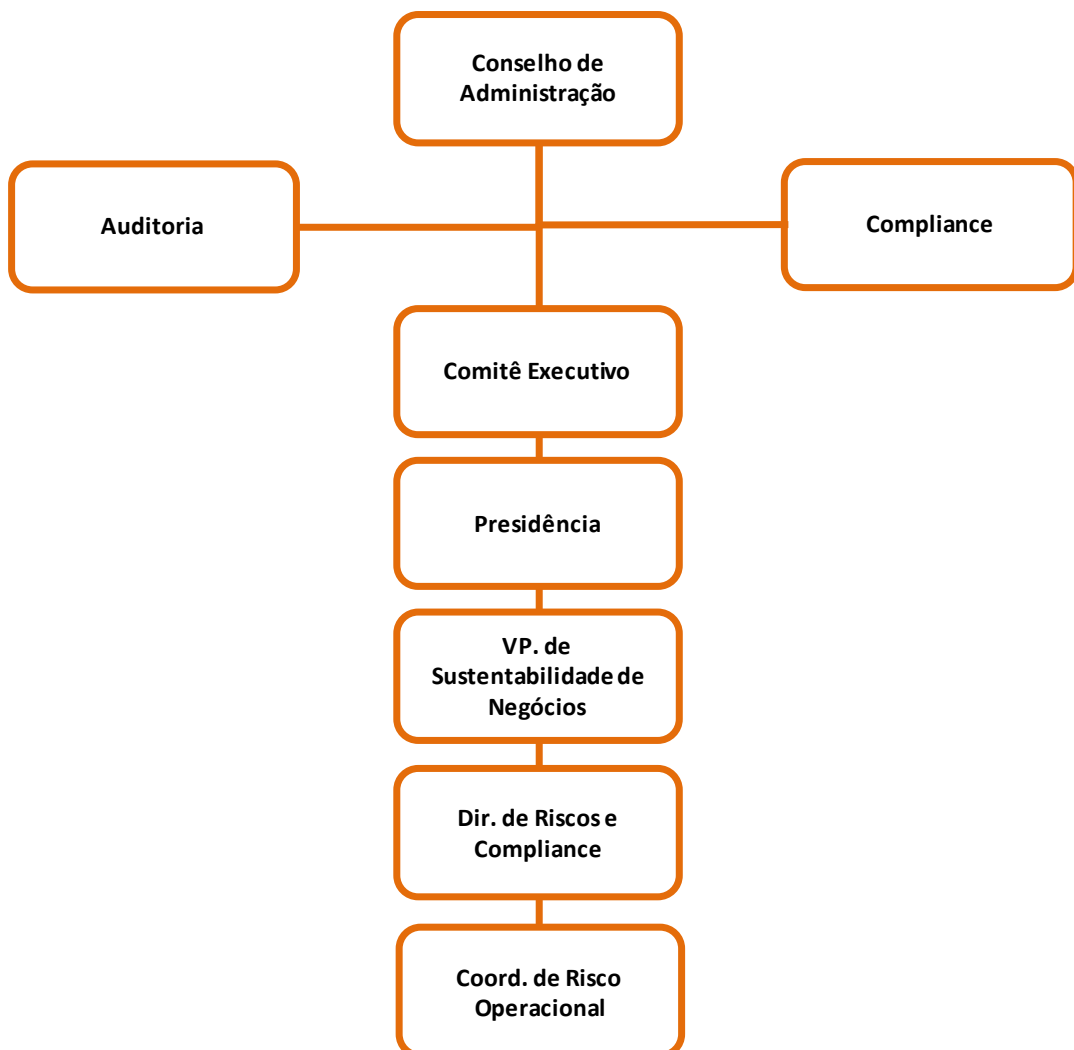 Conselho de
Administração
Auditoria
Compliance
Comitê Executivo
Presidência
VP. de
Sustentabilidade de
Negócios
Dir. de Riscos e
Compliance
Coord. de Risco
Operacional